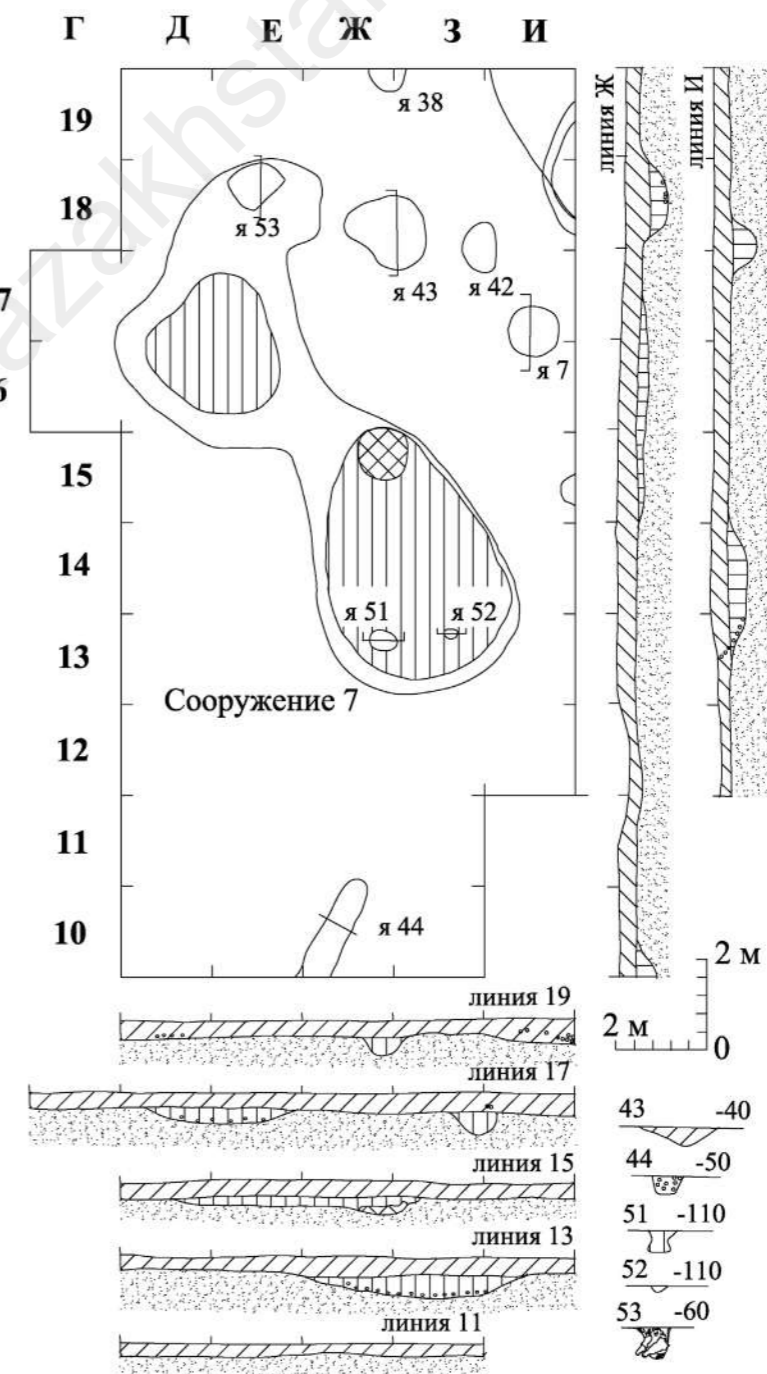 Г Д Е Ж З И
19
18
7
6
15
14
13
12
11
10
я 38
я 53
я 43
я 42
я 7
я 51
я 52
Сооружение 7
я 44
линия Ж
линия И
2 м
2 м
0
линия 19
линия 17
линия 15
линия 13
линия 11
43 -40
44 -50
51 -110
52 -110
53 -60